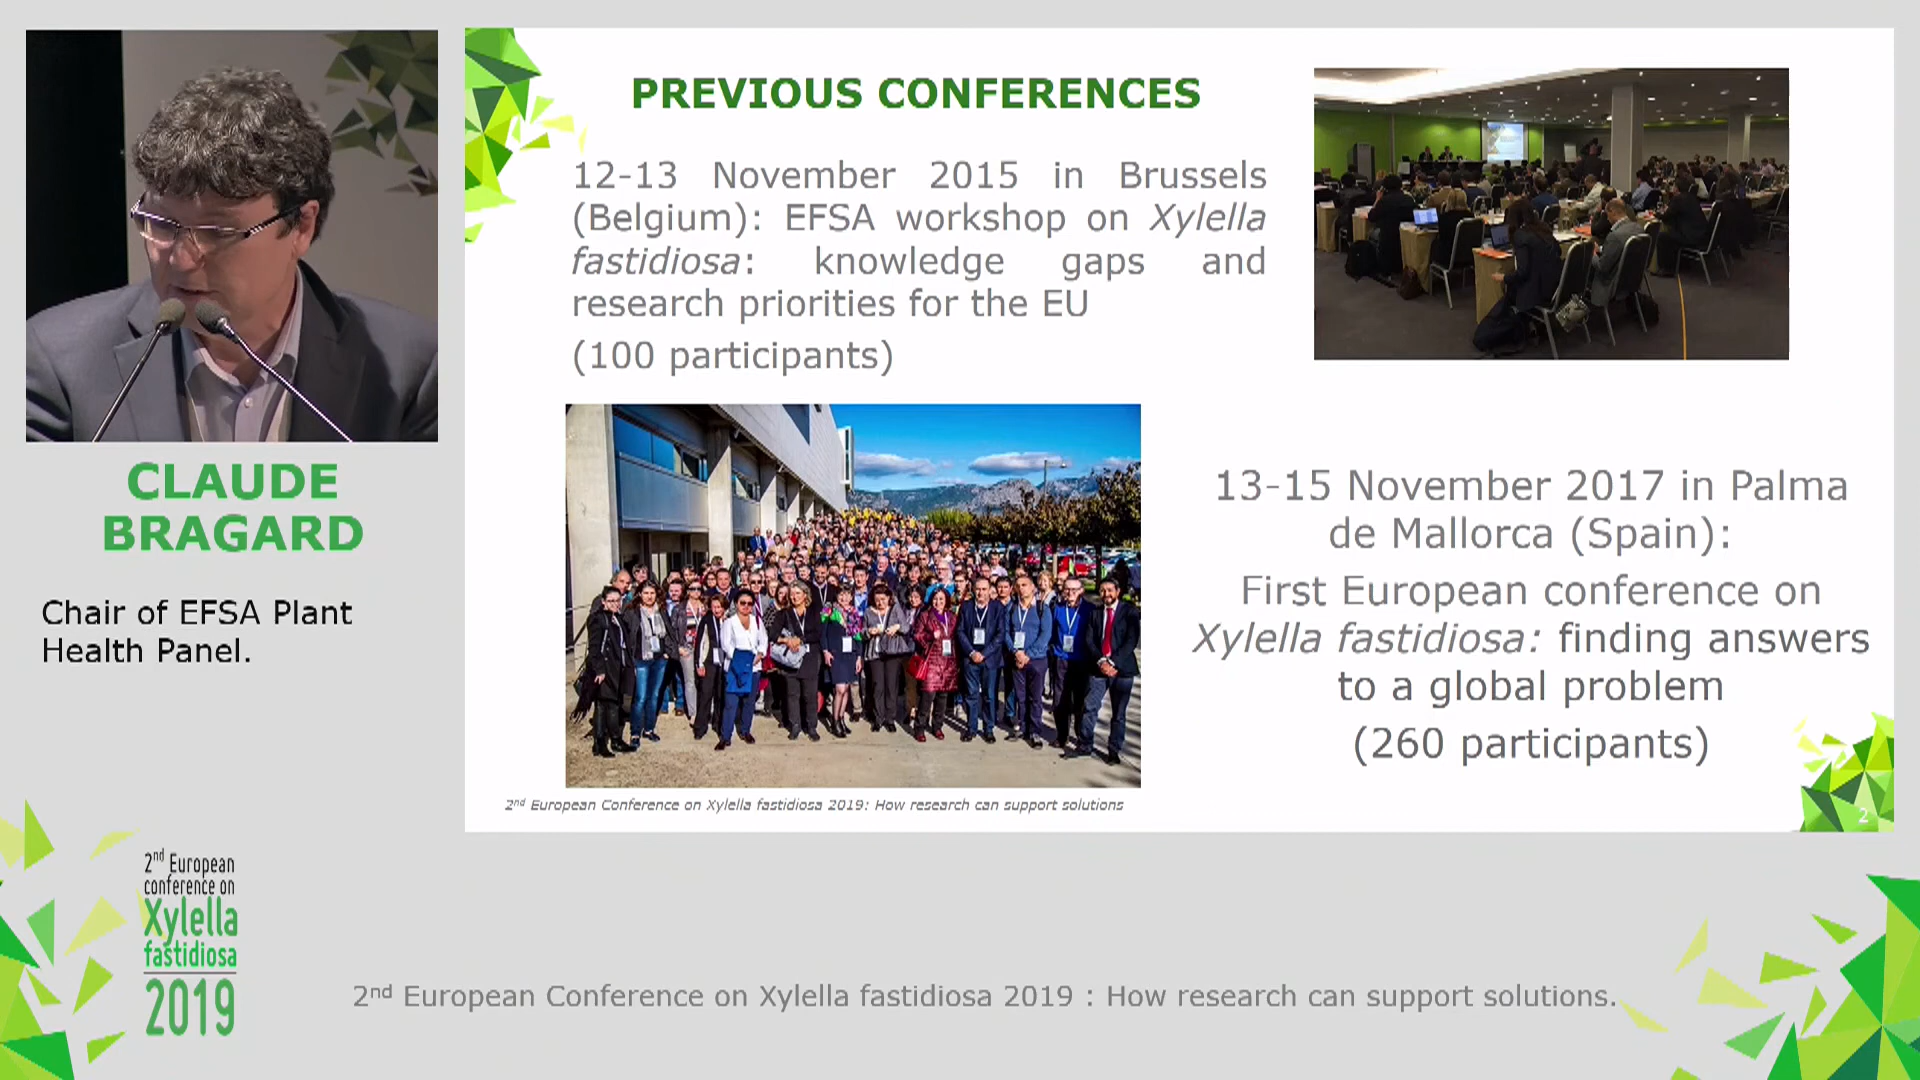 PREVIOUS CONFERENCES
12-13 November 2015 in Brussels
(Belgium): EFSA workshop on Xylella
fastidiosa: knowledge gaps and
research priorities for the EU
(100 participants)
13-15 November 2017 in Palma
de Mallorca (Spain):
First European conference on
Xylella fastidiosa: finding answers
to a global problem
(260 participants)
2nd European Conference on Xylella fastidiosa 2019: How research can support solutions
2
CLAUDE
BRAGARD
Chair of EFSA Plant
Health Panel.
2nd European
conference on
Xylella
fastidiosa
2019
2nd European Conference on Xylella fastidiosa 2019 : How research can support solutions.